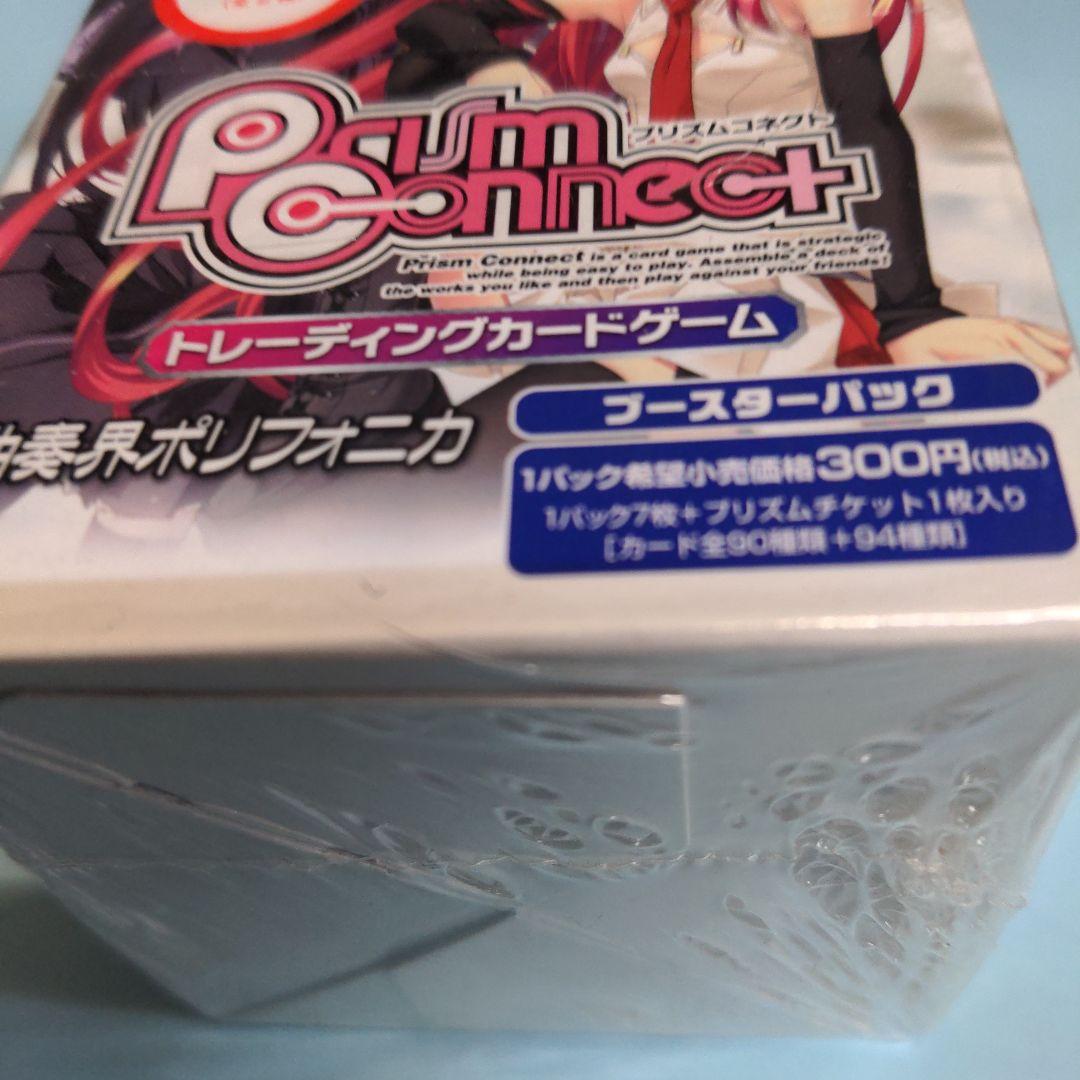 Prism
Connect
プリズムコネクト
Prism Connect is a card game that is strategic
while being easy to play. Assemble a deck of
the works you like and then play against your friends!
トレーディングカードゲーム
奏界ポリフォニカ
ブースターパック
1パック希望小売価格300円(税込)
1パック7枚+プリズムチケット1枚入り
[カード全90種類+94種類]